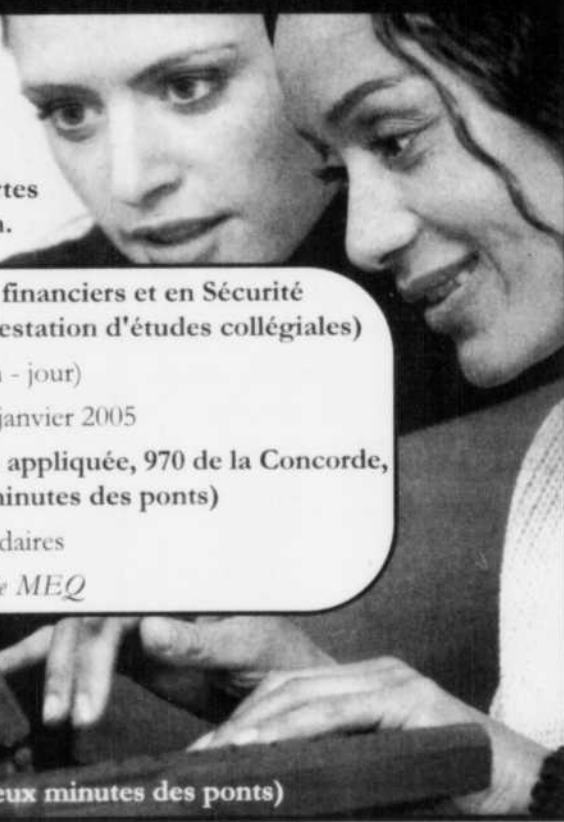 rtes
n.
financiers et en Sécurité
estation d'études collégiales)
- jour)
janvier 2005
appliquée, 970 de la Concorde,
minutes des ponts)
daires
e MEQ
eux minutes des ponts)